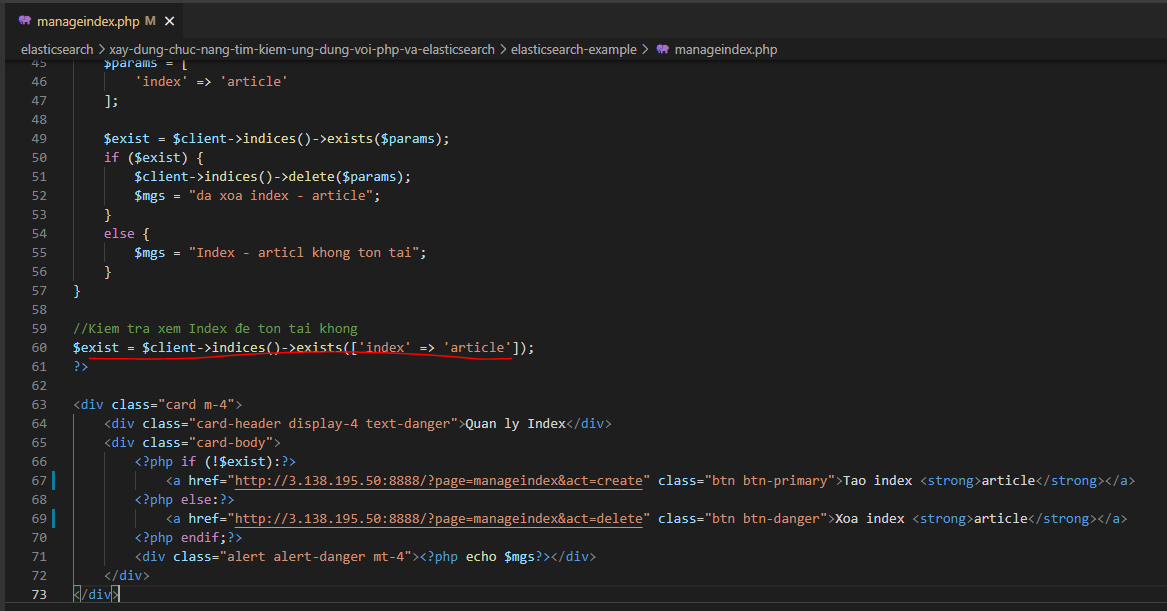 manageindex.php M ×
elasticsearch > xay-dung-chuc-nang-tim-kiem-ung-dung-voi-php-va-elasticsearch > elasticsearch-example > manageindex.php
45 $params = [
46 'index' => 'article'
47 ];
48
49 $exist = $client->indices()->exists($params);
50 if ($exist) {
51 $client->indices()->delete($params);
52 $mgs = "da xoa index - article";
53 }
54 else {
55 $mgs = "Index - articl khong ton tai";
56 }
57 }
58
59 //Kiem tra xem Index đe ton tai khong
60 $exist = $client->indices()->exists(['index' => 'article']);
61 ?>
62
63 <div class="card m-4">
64 <div class="card-header display-4 text-danger">Quan ly Index</div>
65 <div class="card-body">
66 <?php if (!$exist):?>
67 <a href="http://3.138.195.50:8888/?page=manageindex&act=create" class="btn btn-primary">Tao index <strong>article</strong></a>
68 <?php else:?>
69 <a href="http://3.138.195.50:8888/?page=manageindex&act=delete" class="btn btn-danger">Xoa index <strong>article</strong></a>
70 <?php endif;?>
71 <div class="alert alert-danger mt-4"><?php echo $mgs?></div>
72 </div>
73 </div>